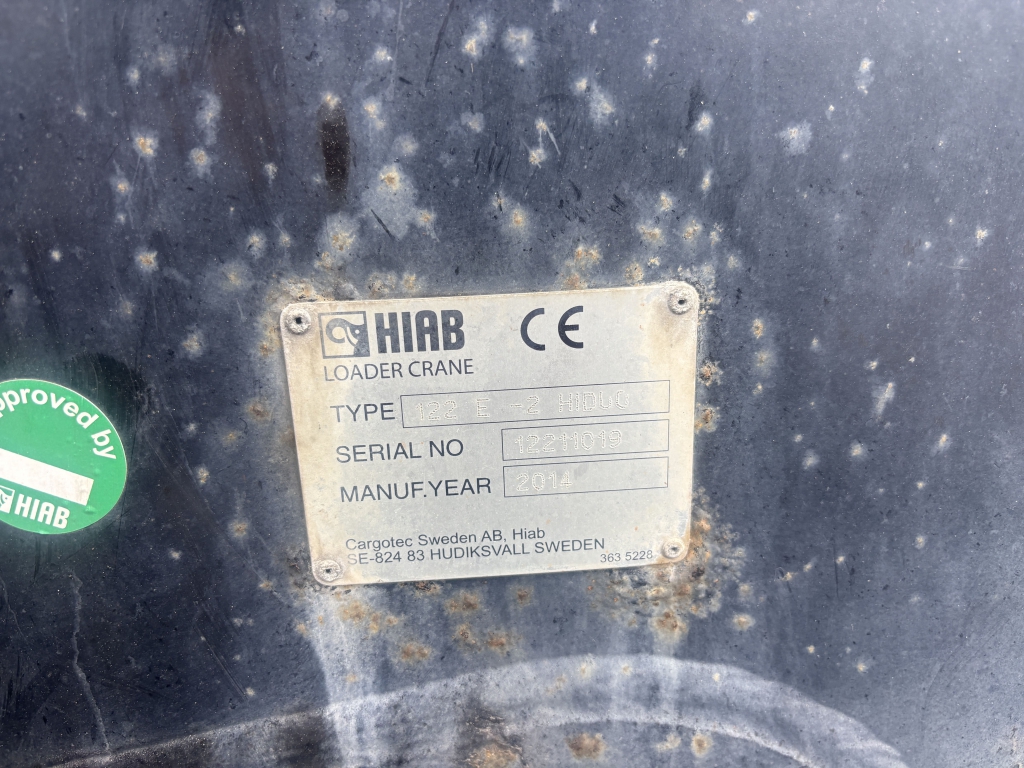 HIAB CE
LOADER CRANE
TYPE 122 E -2 HIDUO
SERIAL NO 12211019
MANUF.YEAR 2014
Cargotec Sweden AB, Hiab
SE-824 83 HUDIKSVALL SWEDEN
363 5228
pproved by
HIAB